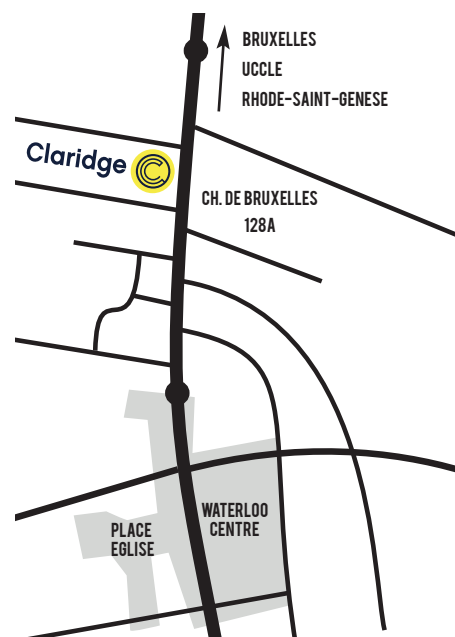 BRUXELLES
UCCLE
RHODE-SAINT-GENESE
Claridge
CH. DE BRUXELLES
128A
PLACE
EGLISE
WATERLOO
CENTRE